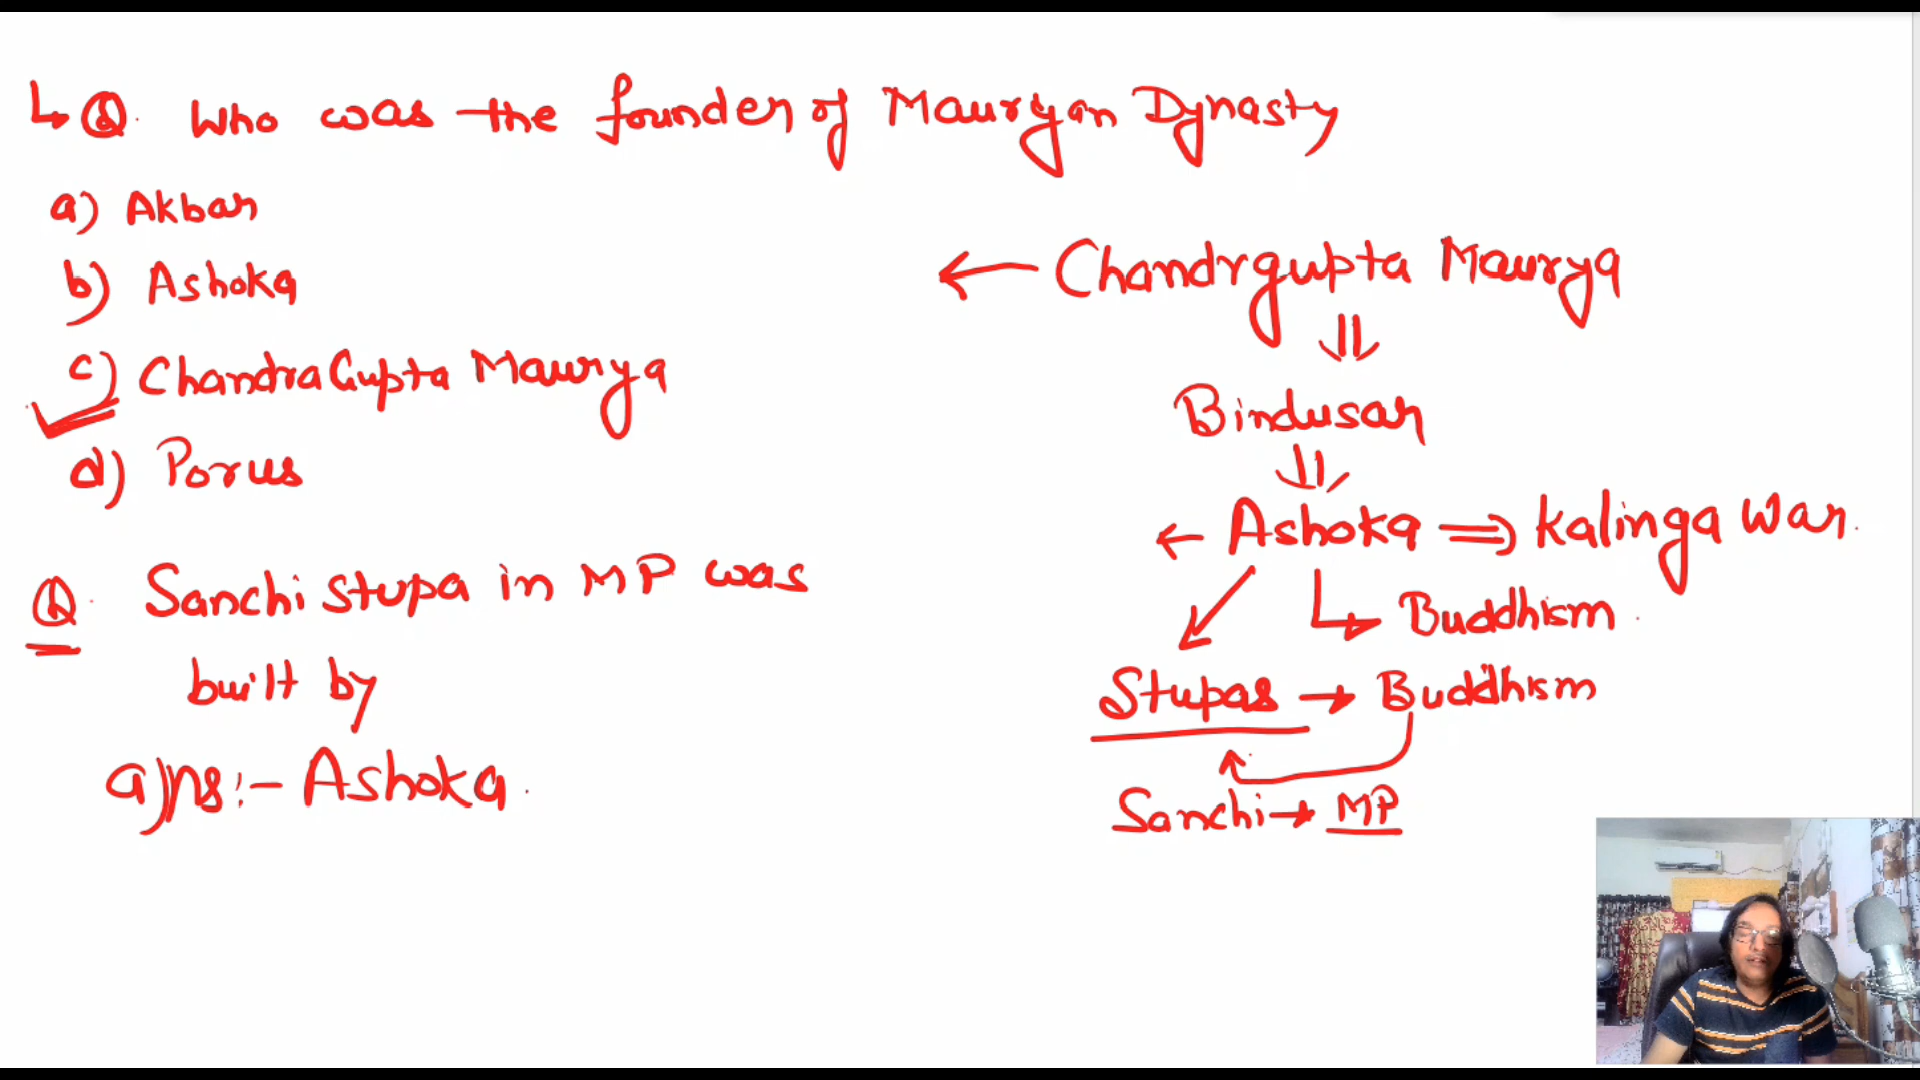 Q. Who was the founder of Mauryan Dynasty
a) Akbar
b) Ashoka
c) ChandraGupta Maurya
d) Porus
Q. Sanchi stupa in MP was
built by
a)ns:- Ashoka.
← Chandrgupta Maurya
⇓
Bindusar
⇓
← Ashoka ⇒ Kalinga War.
↳ Buddhism.
Stupas → Buddhism
Sanchi → MP